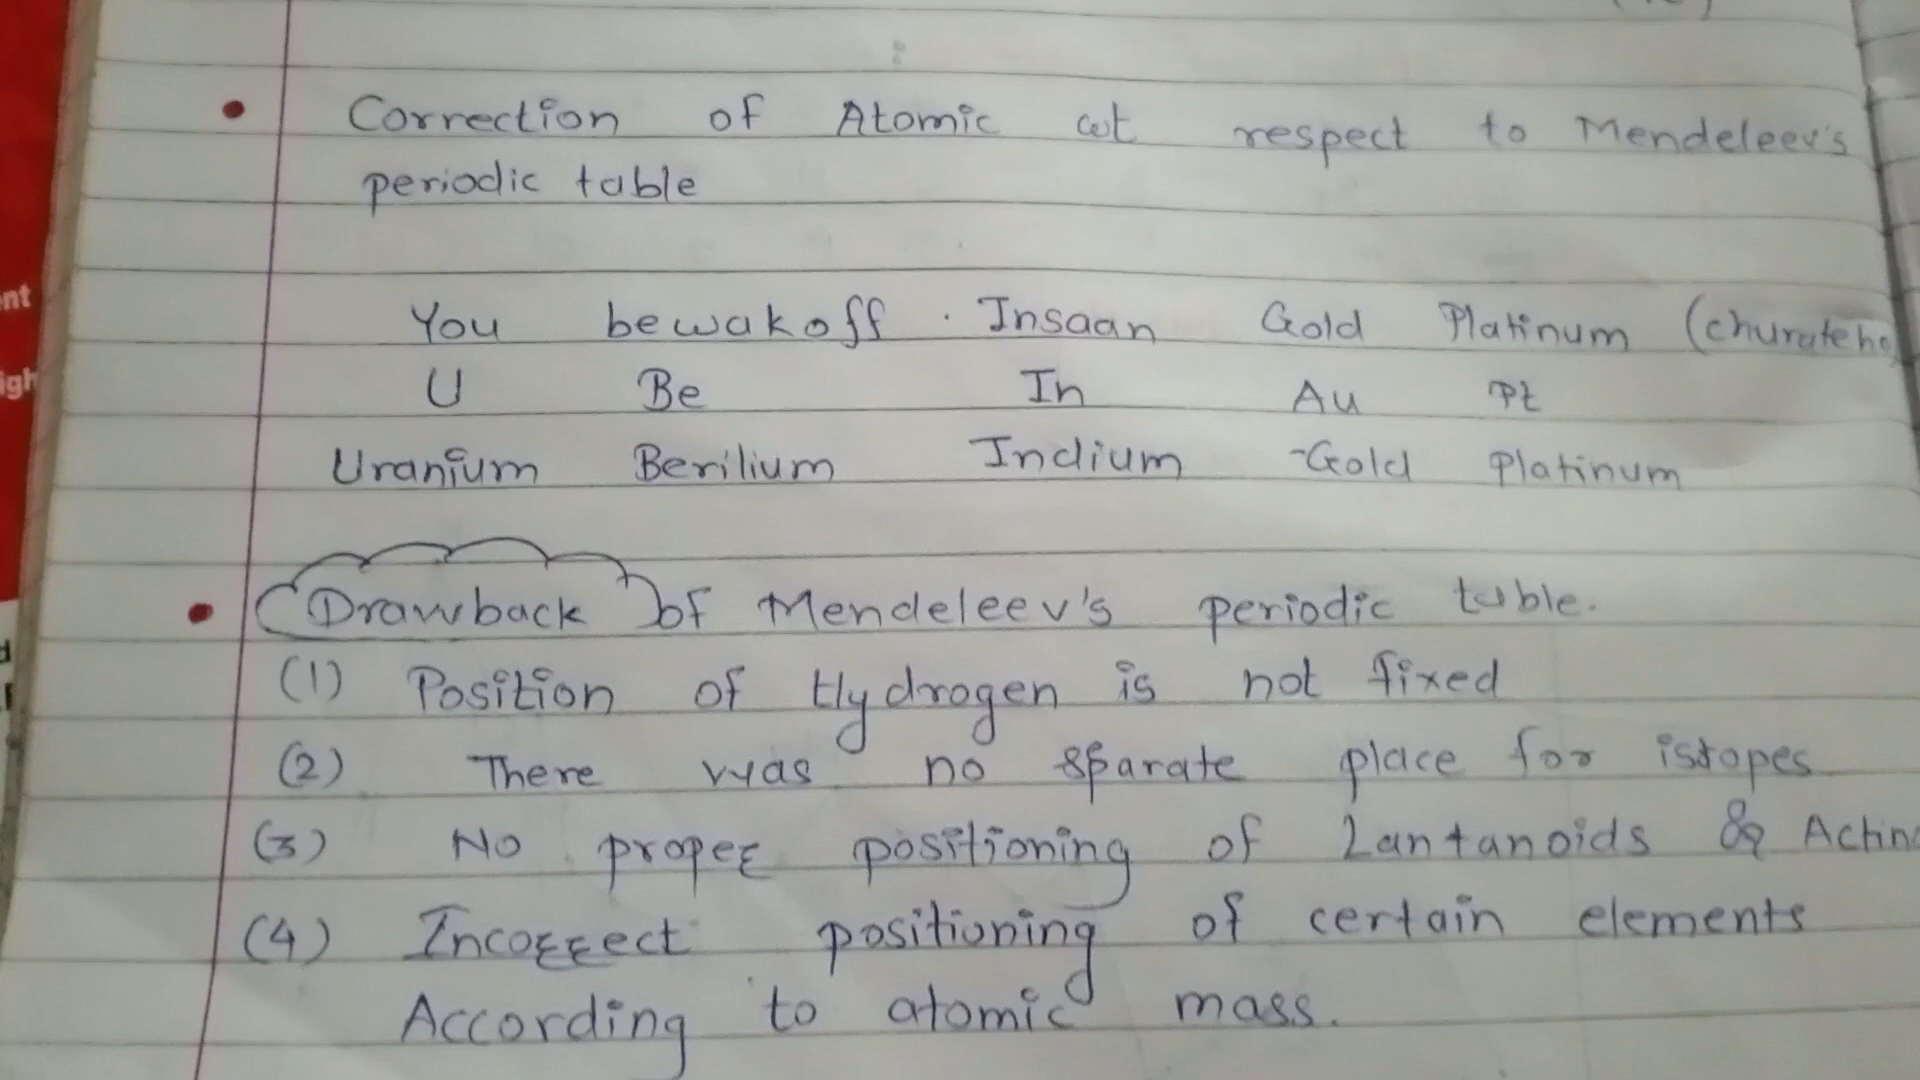 Correction of Atomic wt respect to Mendeleev's
periodic table
You bewakoff . Insaan Gold Platinum (churateho
U Be In Au Pt
Uranium Berilium Indium -Gold Platinum
Drawback of Mendeleev's periodic table.
(1) Position of Hydrogen is not fixed
(2) There was no sparate place for istopes
(3) No proper positioning of Lantanoids & Actino
(4) Incorrect positioning of certain elements
According to atomic mass.